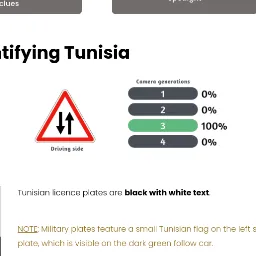 clues
ntifying Tunisia
Camera generations
1 0%
2 0%
3 100%
4 0%
Driving side
Tunisian licence plates are black with white text.
NOTE: Military plates feature a small Tunisian flag on the left s
plate, which is visible on the dark green follow car.